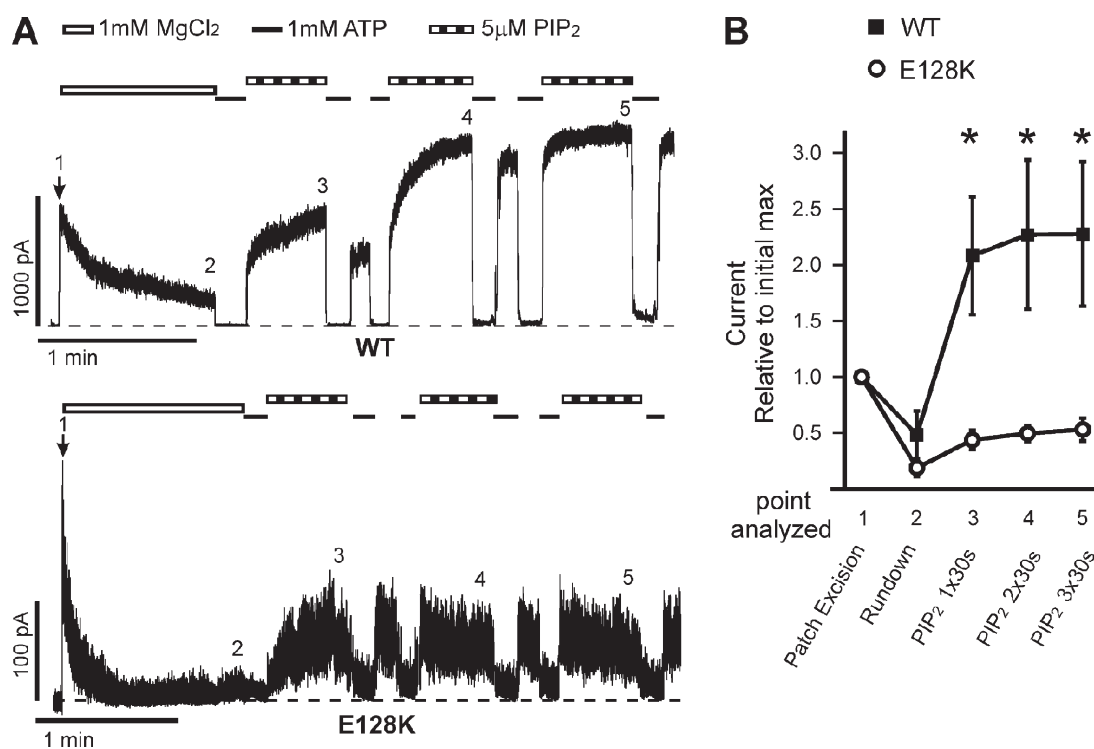 A
1mM MgCl₂ 1mM ATP 5µM PIP₂
1
2
3
4
5
1000 pA
1 min
WT
1
2
3
4
5
100 pA
1 min
E128K
B
WT
E128K
* * *
3.0
2.5
2.0
1.5
1.0
0.5
Current
Relative to initial max
point
analyzed
1 2 3 4 5
Patch Excision
Rundown
PIP₂ 1x30s
PIP₂ 2x30s
PIP₂ 3x30s